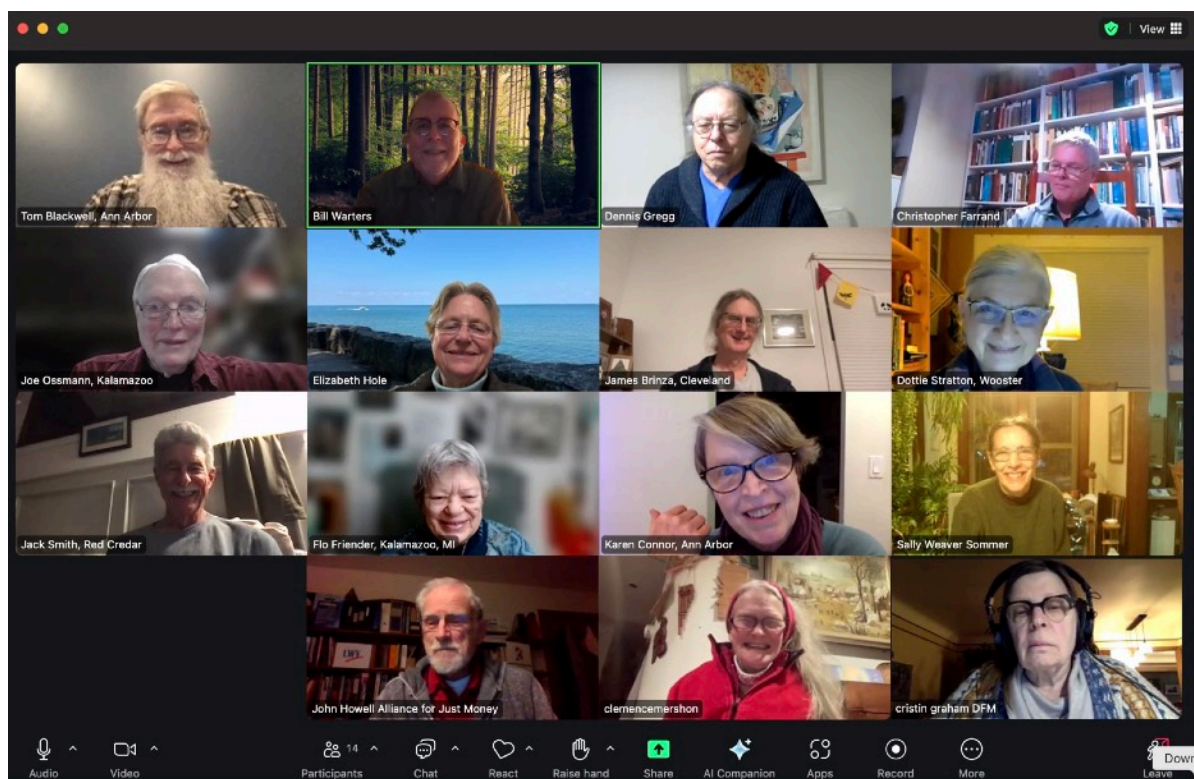 View
Tom Blackwell, Ann Arbor
Bill Warters
Dennis Gregg
Christopher Farrand
Joe Ossmann, Kalamazoo
Elizabeth Hole
James Brinza, Cleveland
Dottie Stratton, Wooster
Jack Smith, Red Credar
Flo Friender, Kalamazoo, MI
Karen Connor, Ann Arbor
Sally Weaver Sommer
LWV
John Howell Alliance for Just Money
clemencemershon
cristin graham DFM
14
Audio
Video
Participants
Chat
React
Raise hand
Share
AI Companion
Apps
Record
More
Leave
Down